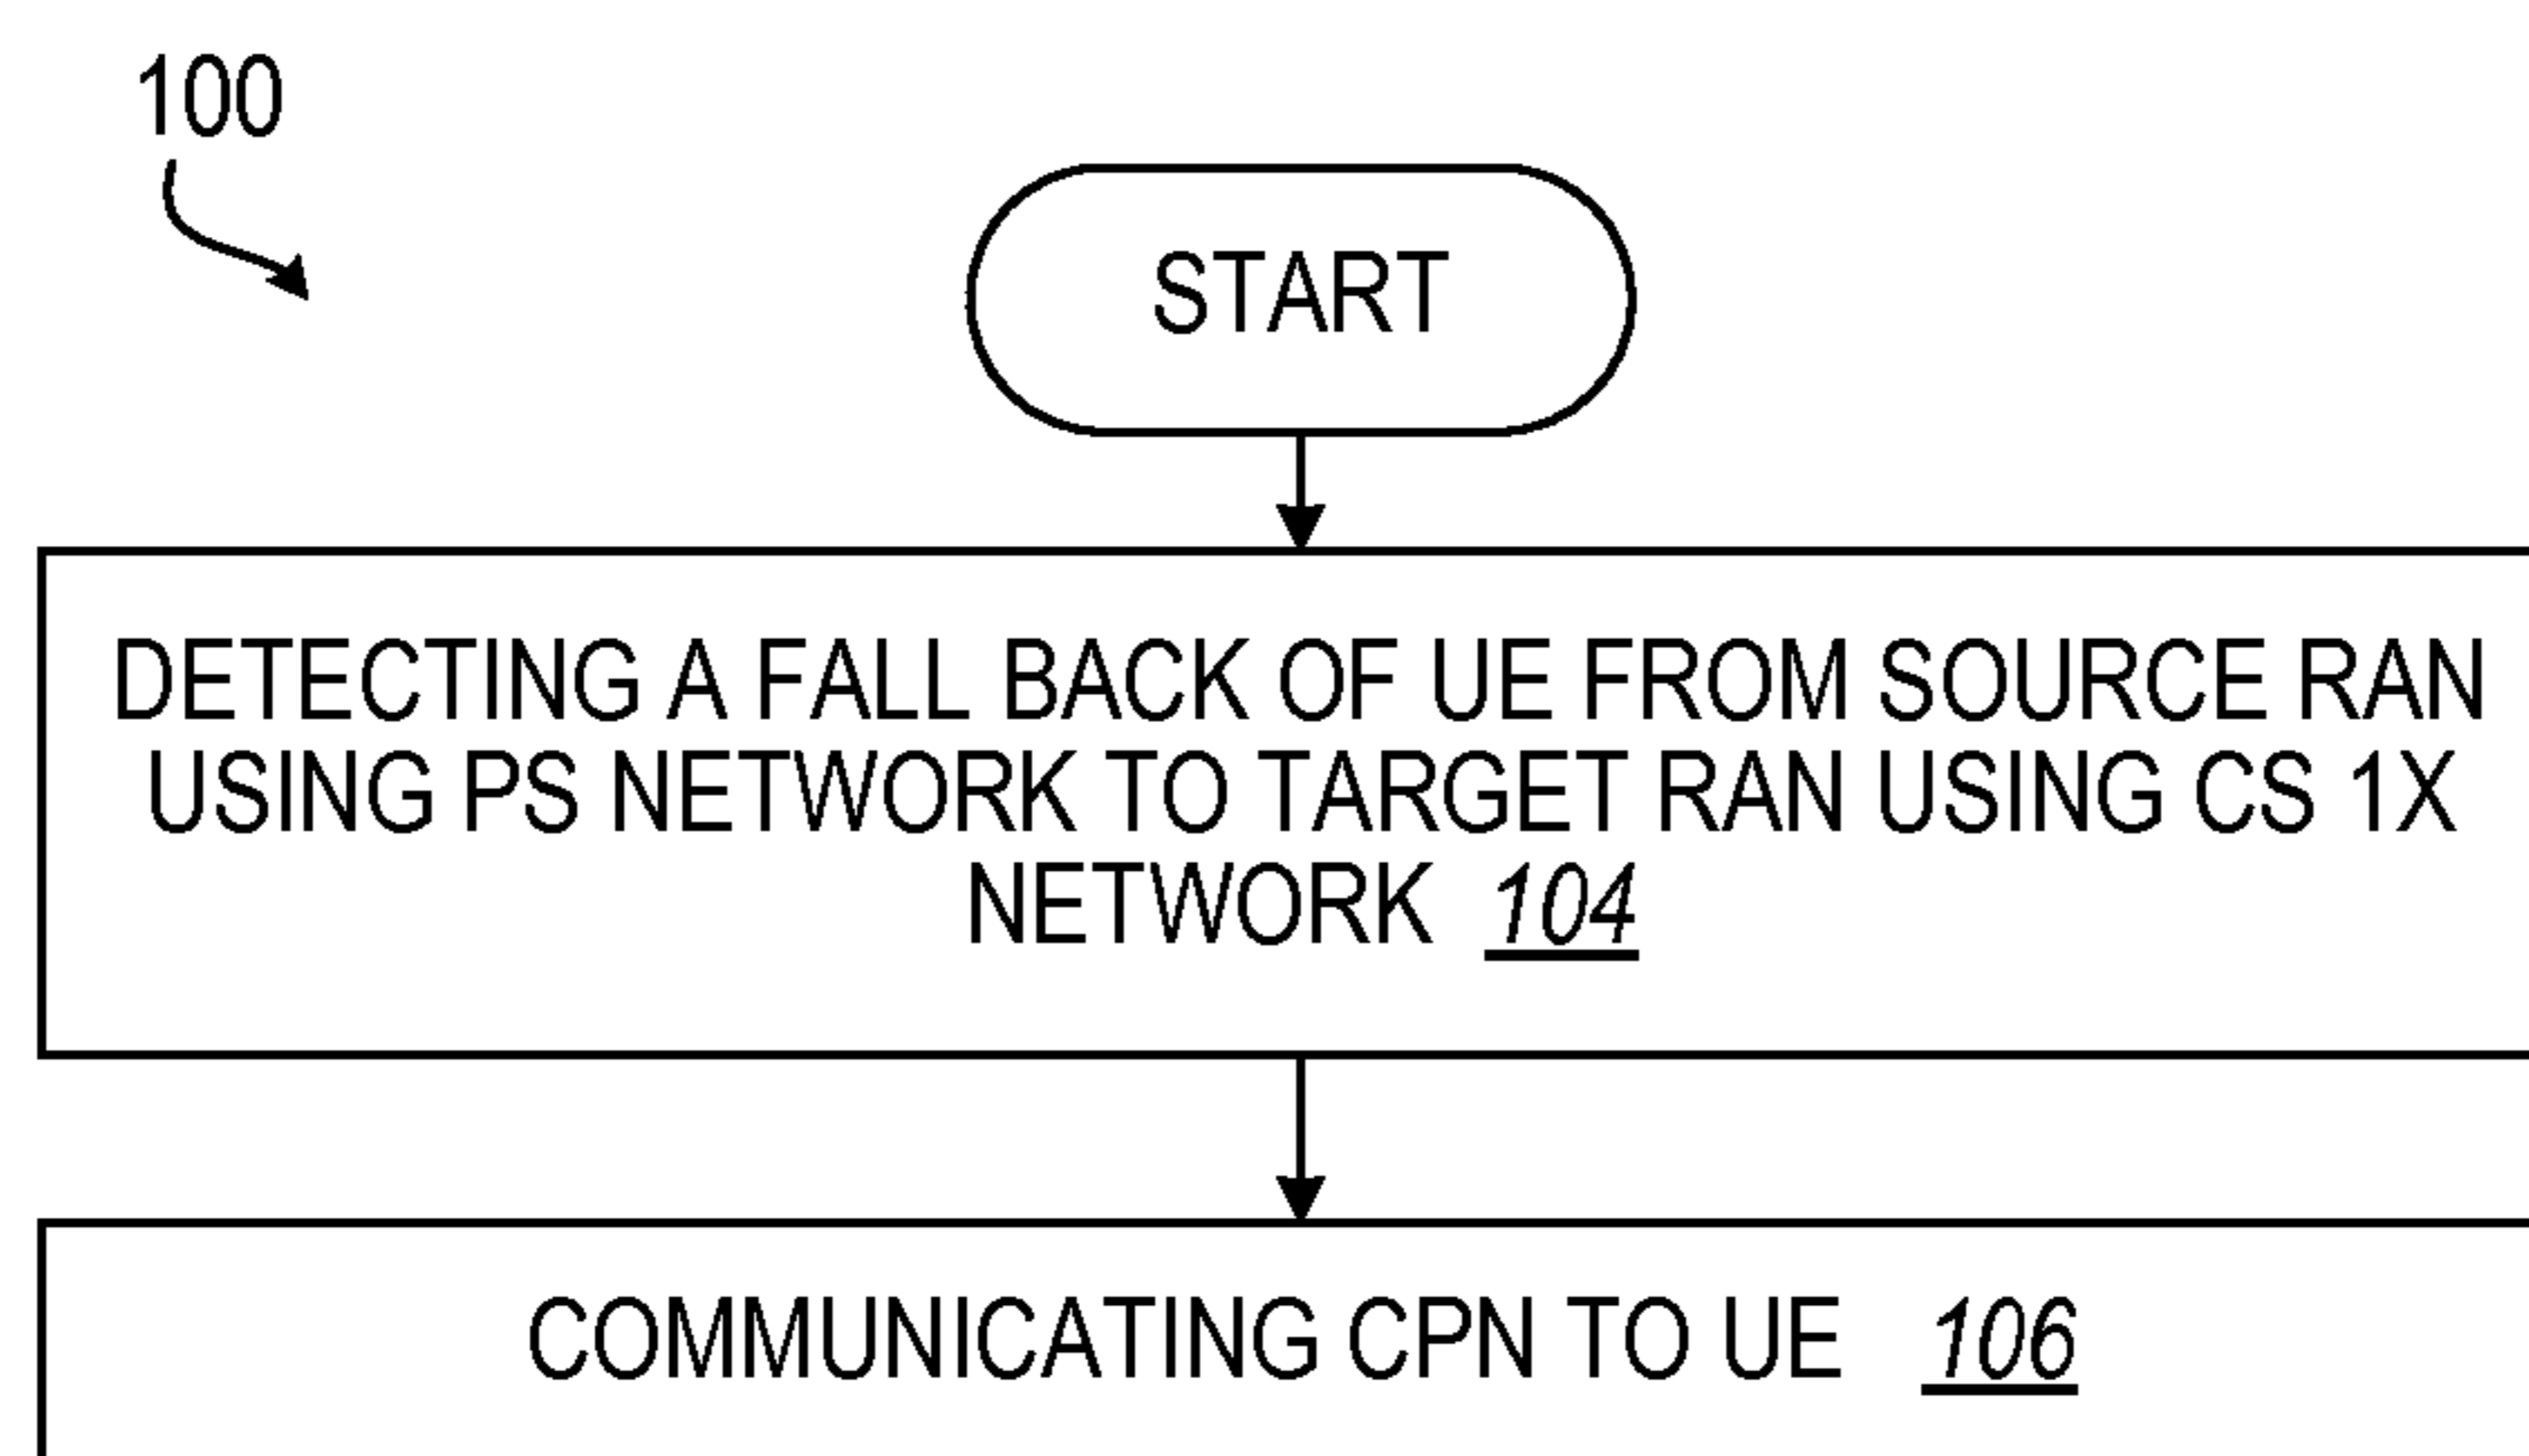 100
START
DETECTING A FALL BACK OF UE FROM SOURCE RAN
USING PS NETWORK TO TARGET RAN USING CS 1X
NETWORK 104
COMMUNICATING CPN TO UE 106